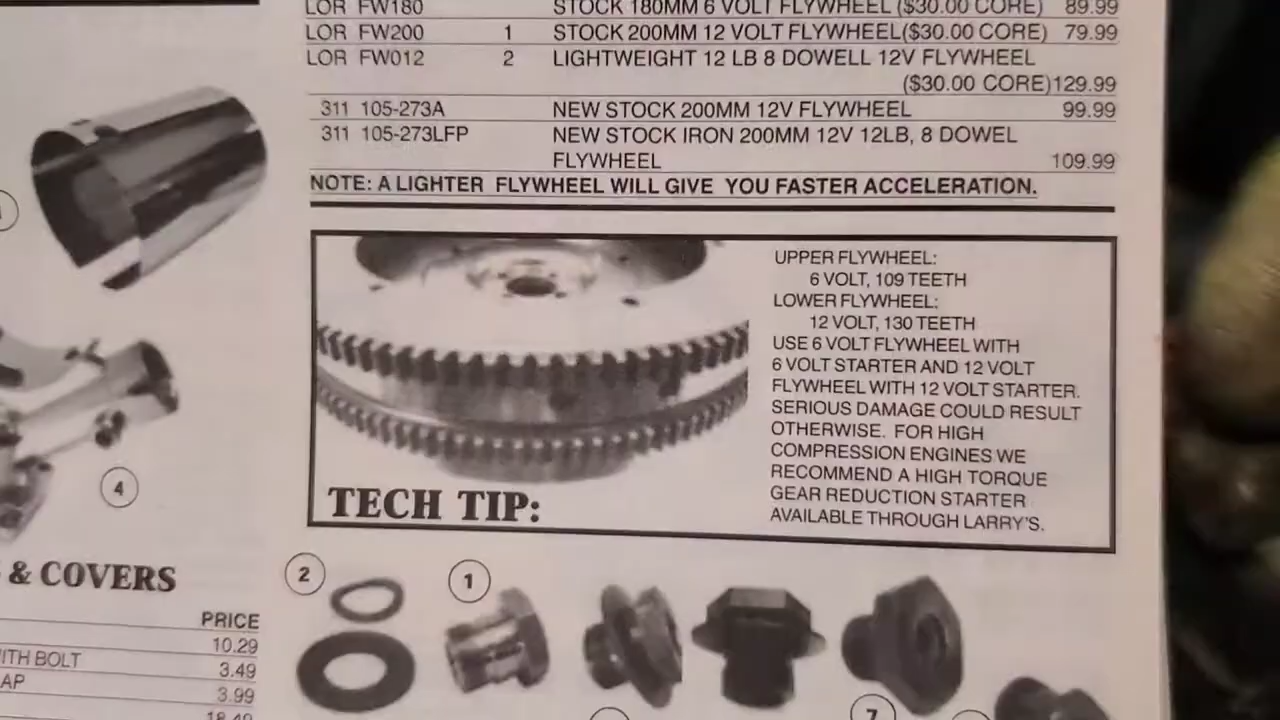 LOR FW180 STOCK 180MM 6 VOLT FLYWHEEL ($30.00 CORE) 89.99
LOR FW200 1 STOCK 200MM 12 VOLT FLYWHEEL($30.00 CORE) 79.99
LOR FW012 2 LIGHTWEIGHT 12 LB 8 DOWELL 12V FLYWHEEL
($30.00 CORE)129.99
311 105-273A NEW STOCK 200MM 12V FLYWHEEL 99.99
311 105-273LFP NEW STOCK IRON 200MM 12V 12LB, 8 DOWEL
FLYWHEEL 109.99
NOTE: A LIGHTER FLYWHEEL WILL GIVE YOU FASTER ACCELERATION.
UPPER FLYWHEEL:
6 VOLT, 109 TEETH
LOWER FLYWHEEL:
12 VOLT, 130 TEETH
USE 6 VOLT FLYWHEEL WITH
6 VOLT STARTER AND 12 VOLT
FLYWHEEL WITH 12 VOLT STARTER.
SERIOUS DAMAGE COULD RESULT
OTHERWISE. FOR HIGH
COMPRESSION ENGINES WE
RECOMMEND A HIGH TORQUE
GEAR REDUCTION STARTER
AVAILABLE THROUGH LARRY'S.
TECH TIP:
4
& COVERS
PRICE
10.29
ITH BOLT 3.49
AP 3.99
18.49
2
1
7